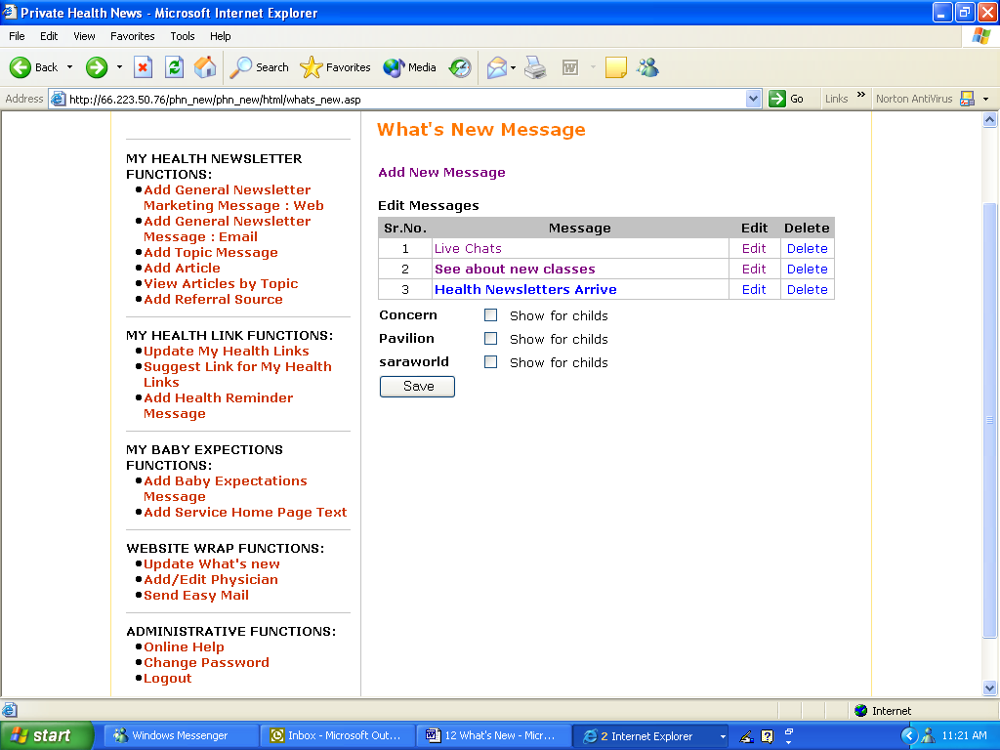 Private Health News - Microsoft Internet Explorer
File Edit View Favorites Tools Help
Back Search Favorites Media
Address http://66.223.50.76/phn_new/phn_new/html/whats_new.asp Go Links » Norton AntiVirus
MY HEALTH NEWSLETTER
FUNCTIONS:
Add General Newsletter
Marketing Message : Web
Add General Newsletter
Message : Email
Add Topic Message
Add Article
View Articles by Topic
Add Referral Source
MY HEALTH LINK FUNCTIONS:
Update My Health Links
Suggest Link for My Health
Links
Add Health Reminder
Message
MY BABY EXPECTIONS
FUNCTIONS:
Add Baby Expectations
Message
Add Service Home Page Text
WEBSITE WRAP FUNCTIONS:
Update What's new
Add/Edit Physician
Send Easy Mail
ADMINISTRATIVE FUNCTIONS:
Online Help
Change Password
Logout
What's New Message
Add New Message
Edit Messages
Sr.No. Message Edit Delete
1 Live Chats Edit Delete
2 See about new classes Edit Delete
3 Health Newsletters Arrive Edit Delete
Concern Show for childs
Pavilion Show for childs
saraworld Show for childs
Save
Internet
start Windows Messenger Inbox - Microsoft Out... 12 What's New - Micr... 2 Internet Explorer 11:21 AM